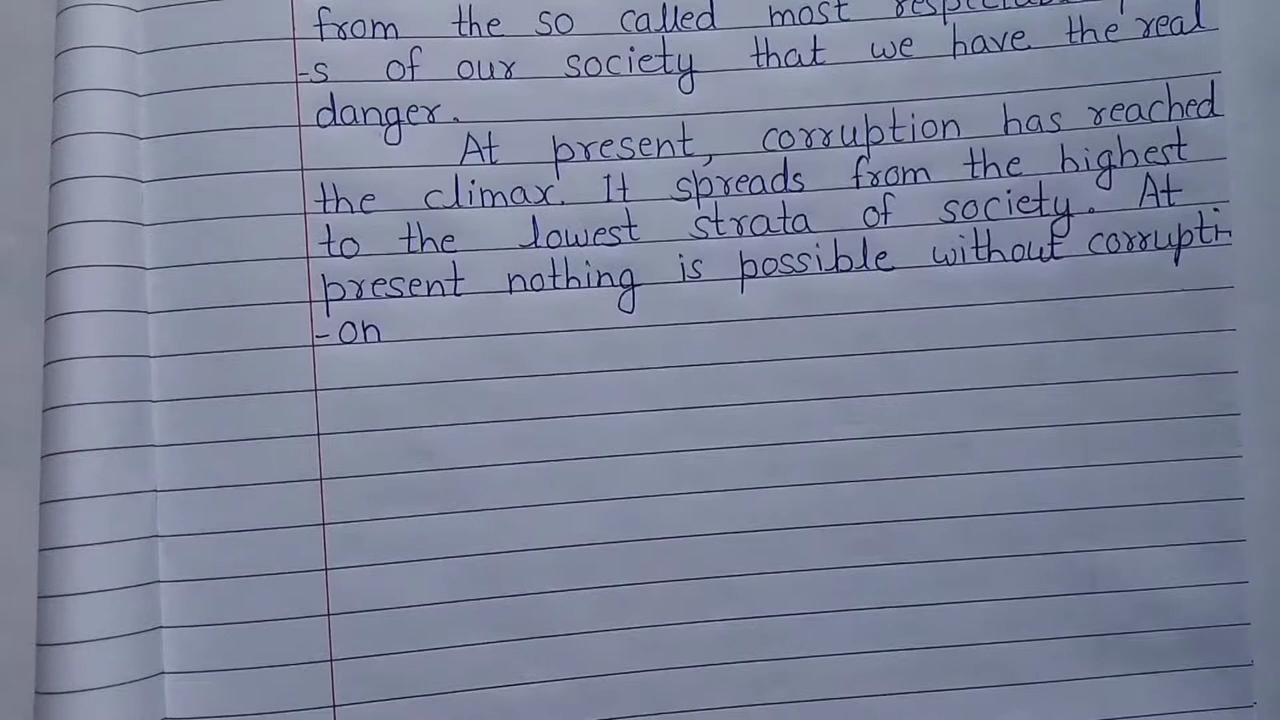 from the so called most
-s of our society that we have the real
danger.
At present, corruption has reached
the climax. It spreads from the highest
to the lowest strata of society. At
present nothing is possible without corrupti
-on